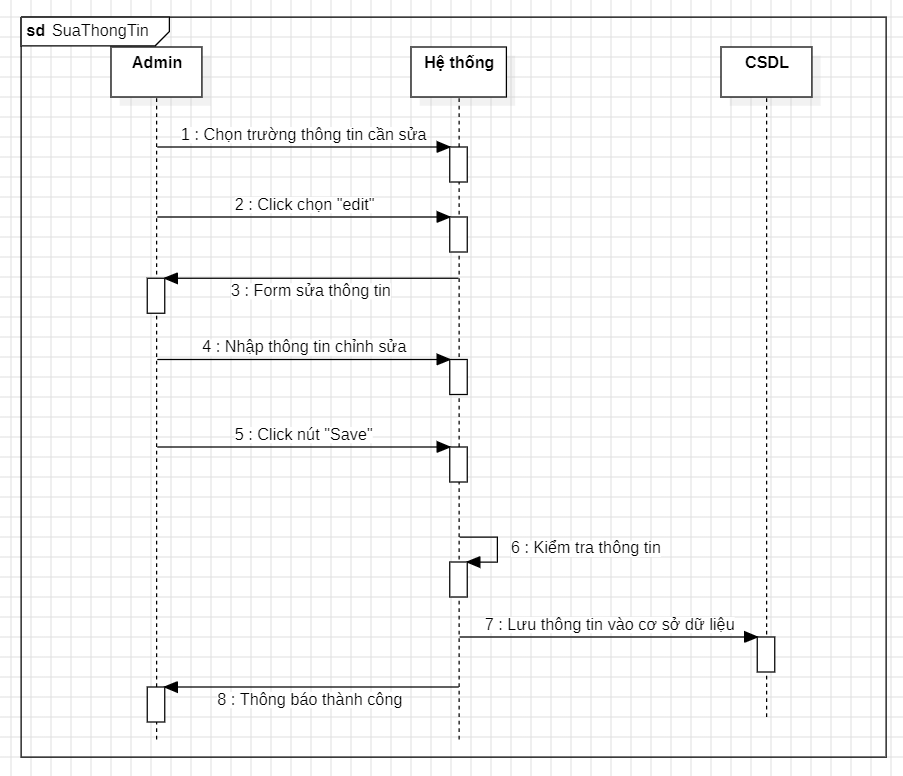 sd SuaThongTin
Admin
Hệ thống
CSDL
1 : Chọn trường thông tin cần sửa
2 : Click chọn "edit"
3 : Form sửa thông tin
4 : Nhập thông tin chỉnh sửa
5 : Click nút "Save"
6 : Kiểm tra thông tin
7 : Lưu thông tin vào cơ sở dữ liệu
8 : Thông báo thành công